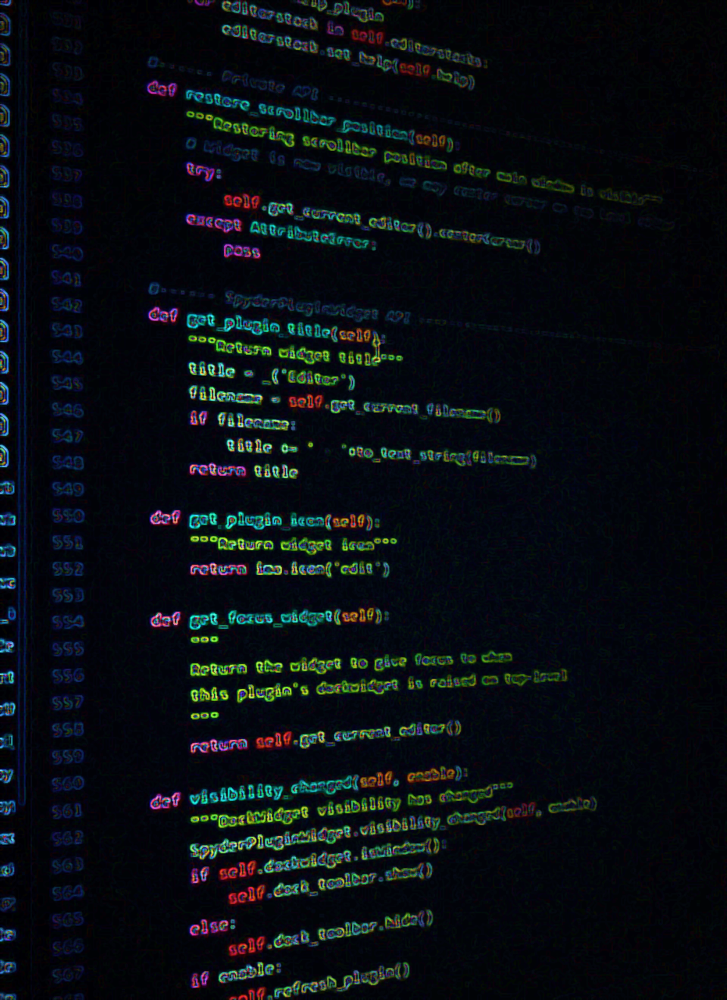 lp_plugin
for editorstack in self.editorstacks:
editorstack.set_help(self.help)
#------ Private API
def restore_scrollbar_position(self):
"""Restoring scrollbar position after main window is visible"""
# Widget is now visible, we may center cursor on top level
try:
self.get_current_editor().centerCursor()
except AttributeError:
pass
#------ SpyderPluginWidget API
def get_plugin_title(self):
"""Return widget title"""
title = _('Editor')
filename = self.get_current_filename()
if filename:
title += " - "+to_text_string(filename)
return title
def get_plugin_icon(self):
"""Return widget icon"""
return ima.icon('edit')
def get_focus_widget(self):
"""
Return the widget to give focus to when
this plugin's dockwidget is raised on top-level
"""
return self.get_current_editor()
def visibility_changed(self, enable):
"""DockWidget visibility has changed"""
SpyderPluginWidget.visibility_changed(self, enable)
if self.dockwidget.isWindow():
self.dock_toolbar.show()
else:
self.dock_toolbar.hide()
if enable:
self.refresh_plugin()